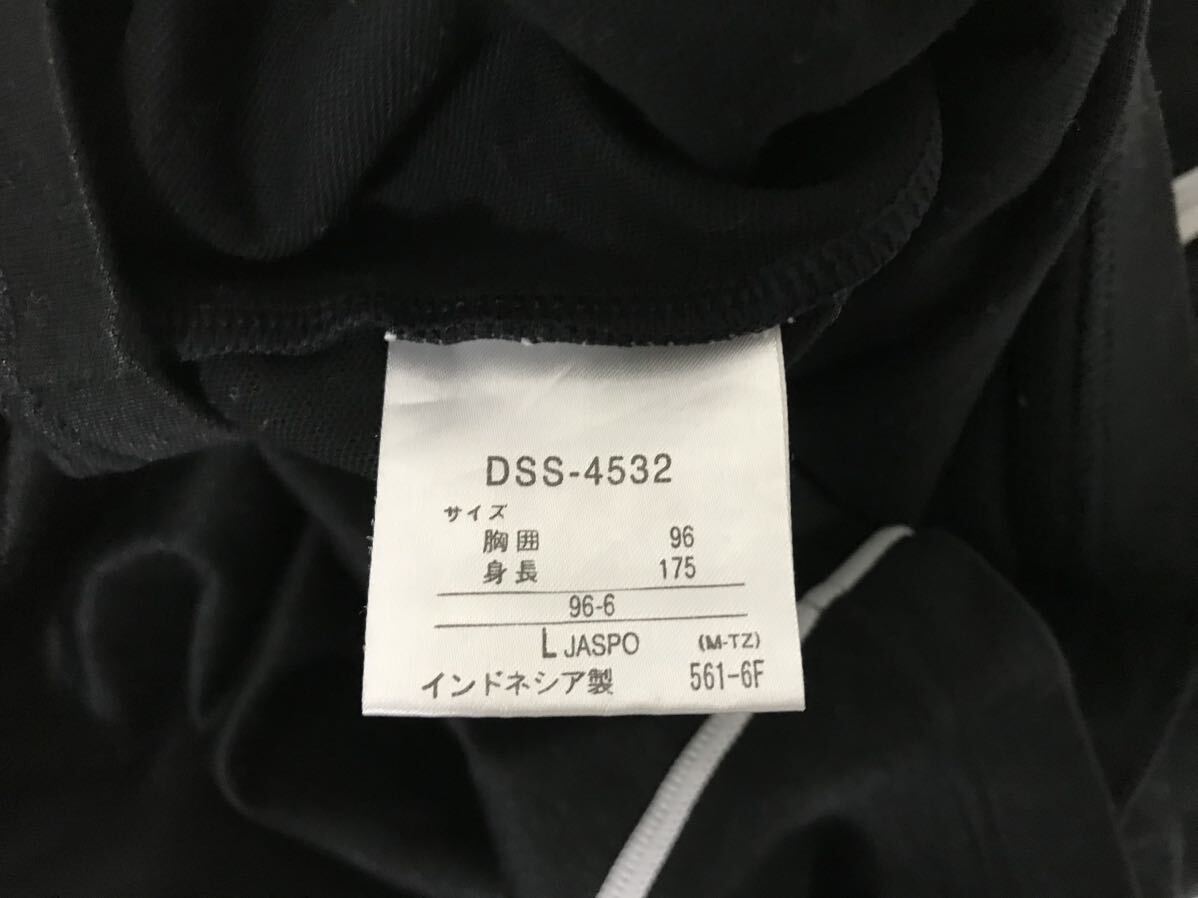 DSS-4532
サイズ
胸囲 96
身長 175
96-6
L JASPO (M-TZ)
インドネシア製 561-6F